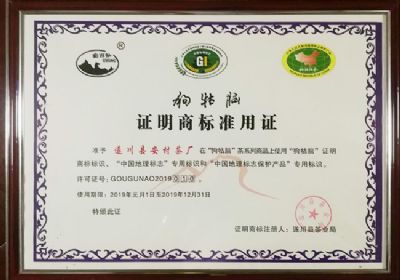 GI
狗牯脑
证明商标准用证
准予 遂川县安村茶厂 在“狗牯脑”茶系列商品上使用“狗牯脑”证明
商标标识、“中国地理标志”专用标识和“中国地理标志保护产品”专用标识。
许可证号：GOUGUNAO2019010
使用期限：2019年元月1日至2019年12月31日
特颁此证
证明商标注册人：遂川县茶业局